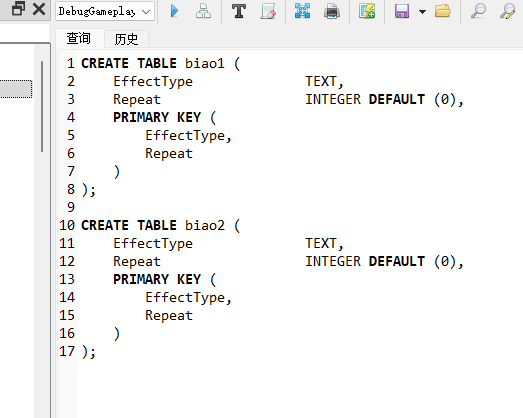 DebugGameplay
查询 历史
1 CREATE TABLE biao1 (
2 EffectType TEXT,
3 Repeat INTEGER DEFAULT (0),
4 PRIMARY KEY (
5 EffectType,
6 Repeat
7 )
8 );
9
10 CREATE TABLE biao2 (
11 EffectType TEXT,
12 Repeat INTEGER DEFAULT (0),
13 PRIMARY KEY (
14 EffectType,
15 Repeat
16 )
17 );